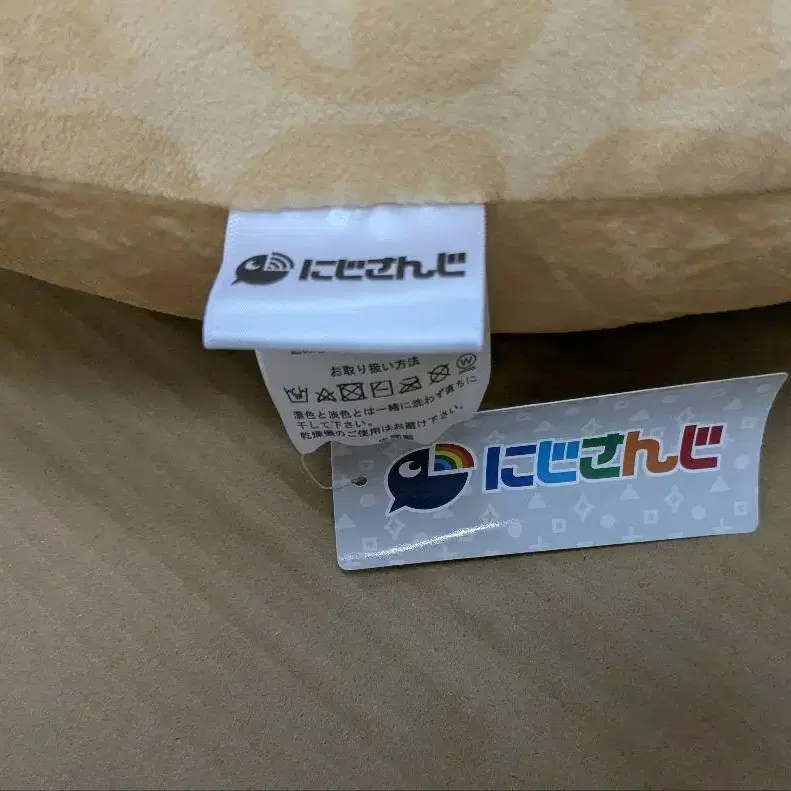 にじさんじ
お取り扱い方法
W
濃色と淡色とは一緒に洗わず直ちに
干して下さい。
乾燥機のご使用はお避け下さい。
にじさんじ